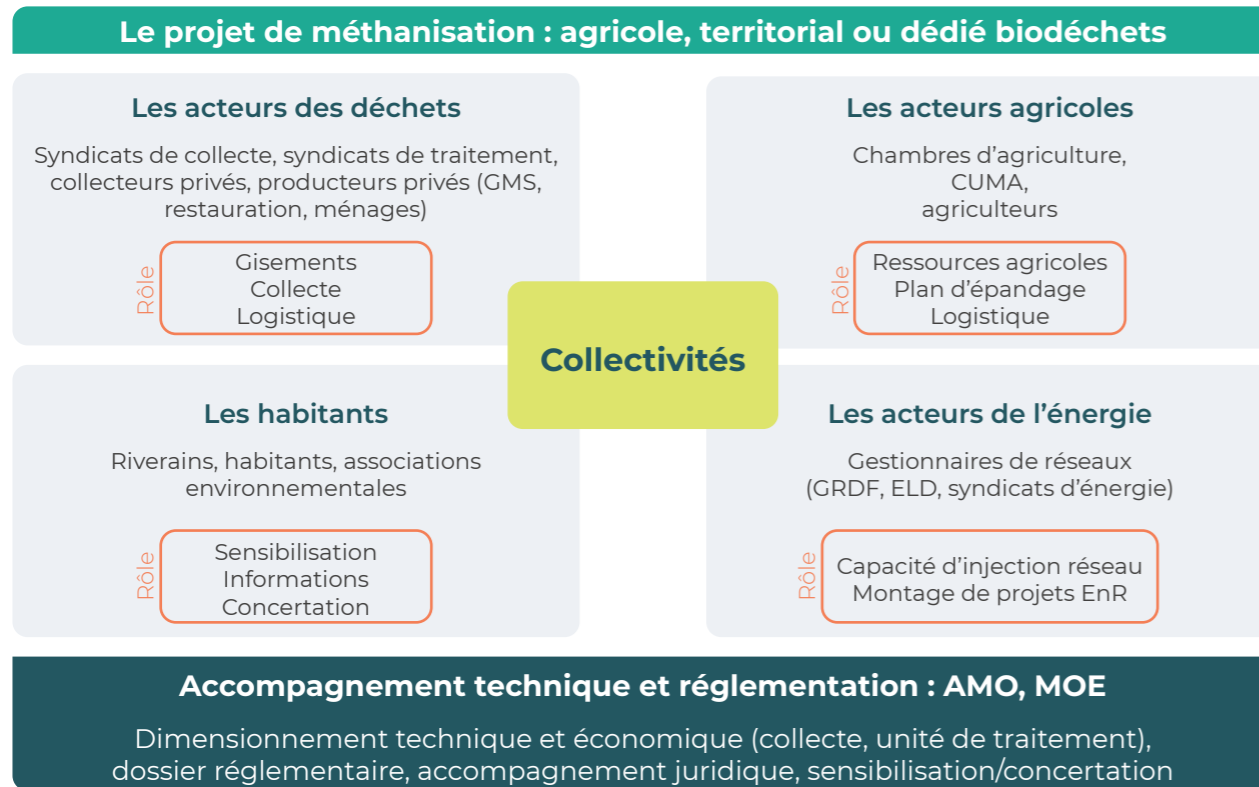 Le projet de méthanisation : agricole, territorial ou dédié biodéchets
Les acteurs des déchets
Syndicats de collecte, syndicats de traitement,
collecteurs privés, producteurs privés (GMS,
restauration, ménages)
Rôle
Gisements
Collecte
Logistique
Les acteurs agricoles
Chambres d’agriculture,
CUMA,
agriculteurs
Rôle
Ressources agricoles
Plan d’épandage
Logistique
Collectivités
Les habitants
Riverains, habitants, associations
environnementales
Rôle
Sensibilisation
Informations
Concertation
Les acteurs de l’énergie
Gestionnaires de réseaux
(GRDF, ELD, syndicats d’énergie)
Rôle
Capacité d’injection réseau
Montage de projets EnR
Accompagnement technique et réglementation : AMO, MOE
Dimensionnement technique et économique (collecte, unité de traitement),
dossier réglementaire, accompagnement juridique, sensibilisation/concertation